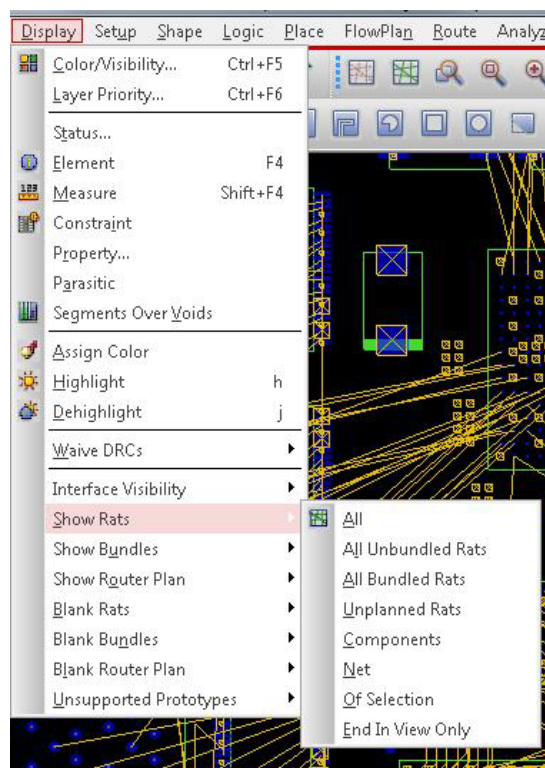 Display Setup Shape Logic Place FlowPlan Route Analyz
Color/Visibility... Ctrl+F5
Layer Priority... Ctrl+F6
Status...
Element F4
Measure Shift+F4
Constraint
Property...
Parasitic
Segments Over Voids
Assign Color
Highlight h
Dehighlight j
Waive DRCs
Interface Visibility
Show Rats
Show Bundles
Show Router Plan
Blank Rats
Blank Bundles
Blank Router Plan
Unsupported Prototypes
All
All Unbundled Rats
All Bundled Rats
Unplanned Rats
Components
Net
Of Selection
End In View Only